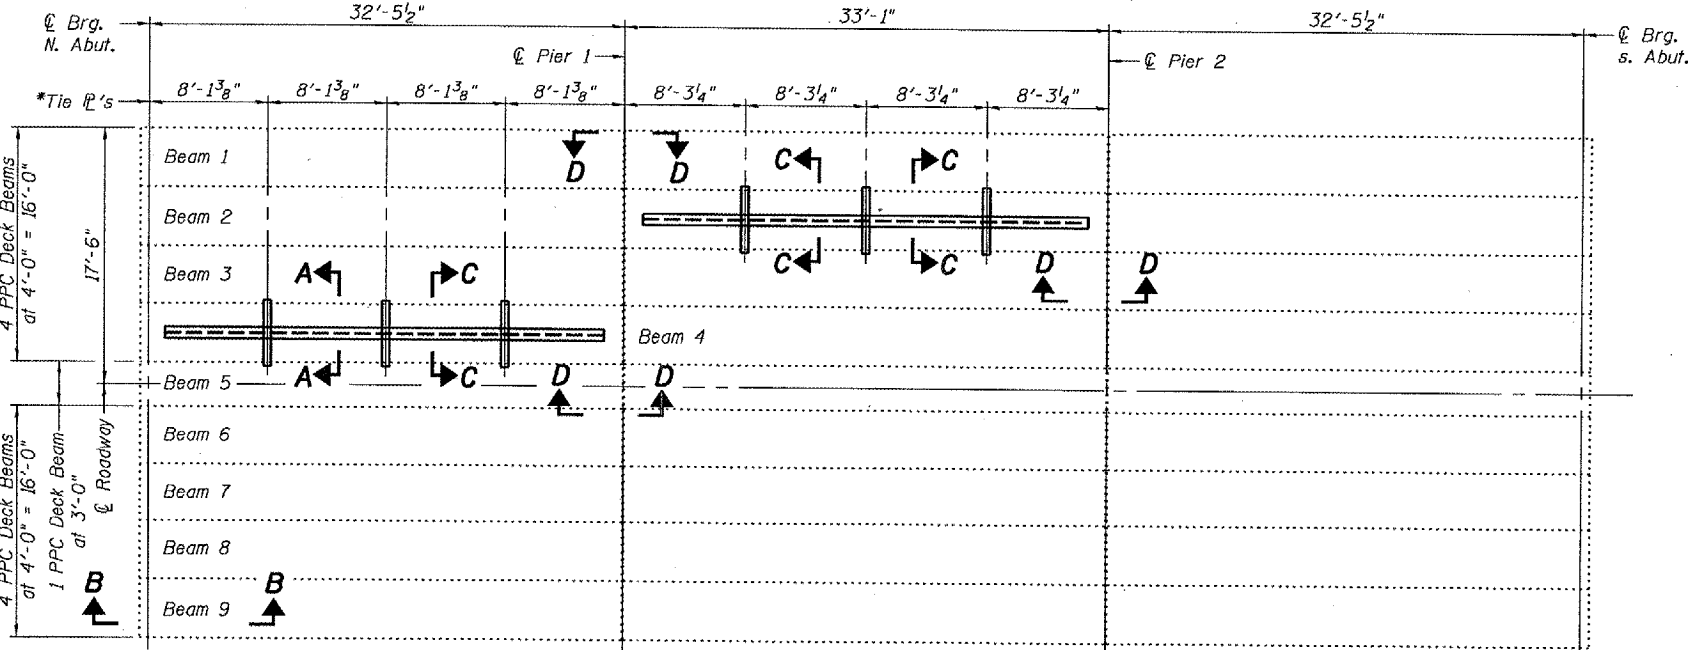 32'-5½"
33'-1"
32'-5½"
℄ Brg.
N. Abut.
℄ Brg.
s. Abut.
℄ Pier 1
℄ Pier 2
*Tie ℞'s
8'-1⅜"
8'-1⅜"
8'-1⅜"
8'-1⅜"
8'-3¼"
8'-3¼"
8'-3¼"
8'-3¼"
4 PPC Deck Beams
at 4'-0" = 16'-0"
17'-6"
Beam 1
D
D
C
C
Beam 2
C
C
Beam 3
A
C
D
D
Beam 4
Beam 5
A
C
D
D
4 PPC Deck Beams
at 4'-0" = 16'-0"
1 PPC Deck Beam
at 3'-0"
℄ Roadway
Beam 6
Beam 7
Beam 8
B
B
Beam 9